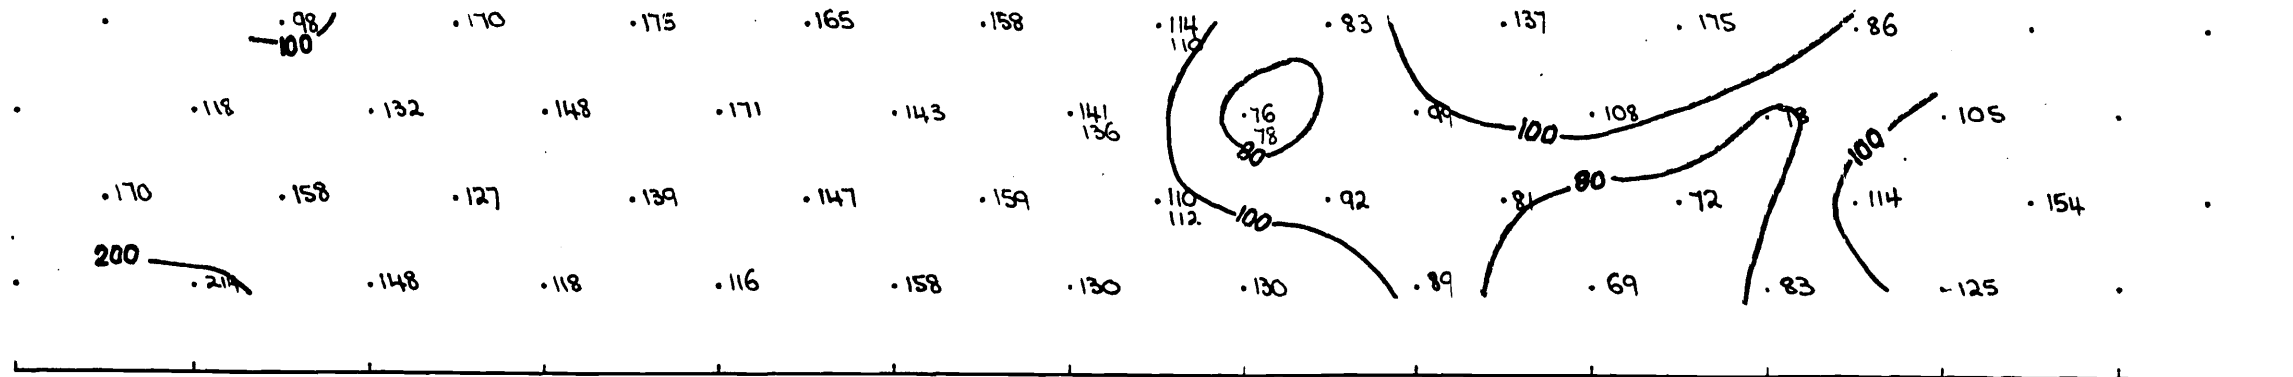 .98 .170 .175 .165 .158 .114 .83 .137 .175 .86
100 110
.118 .132 .148 .171 .143 .141 .76 .99 .108 .78 .105
136 78 100 100
80
.170 .158 .127 .139 .147 .159 .110 .92 .81 80 .72 .114 .154
112 100
200
.214 .148 .118 .116 .158 .130 .130 .89 .69 .83 .125